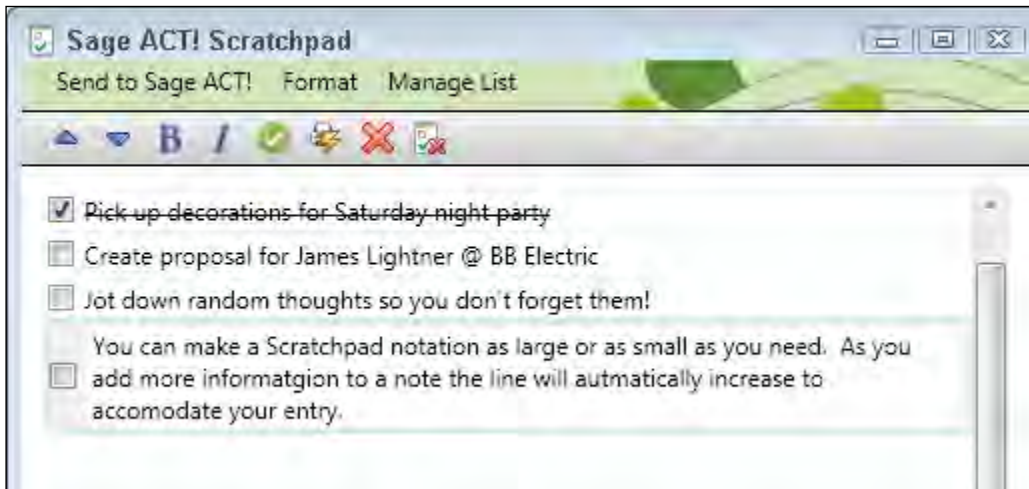 Sage ACT! Scratchpad
Send to Sage ACT! Format Manage List
B I
Pick up decorations for Saturday night party
Create proposal for James Lightner @ BB Electric
Jot down random thoughts so you don't forget them!
You can make a Scratchpad notation as large or as small as you need. As you
add more informatgion to a note the line will autmatically increase to
accomodate your entry.